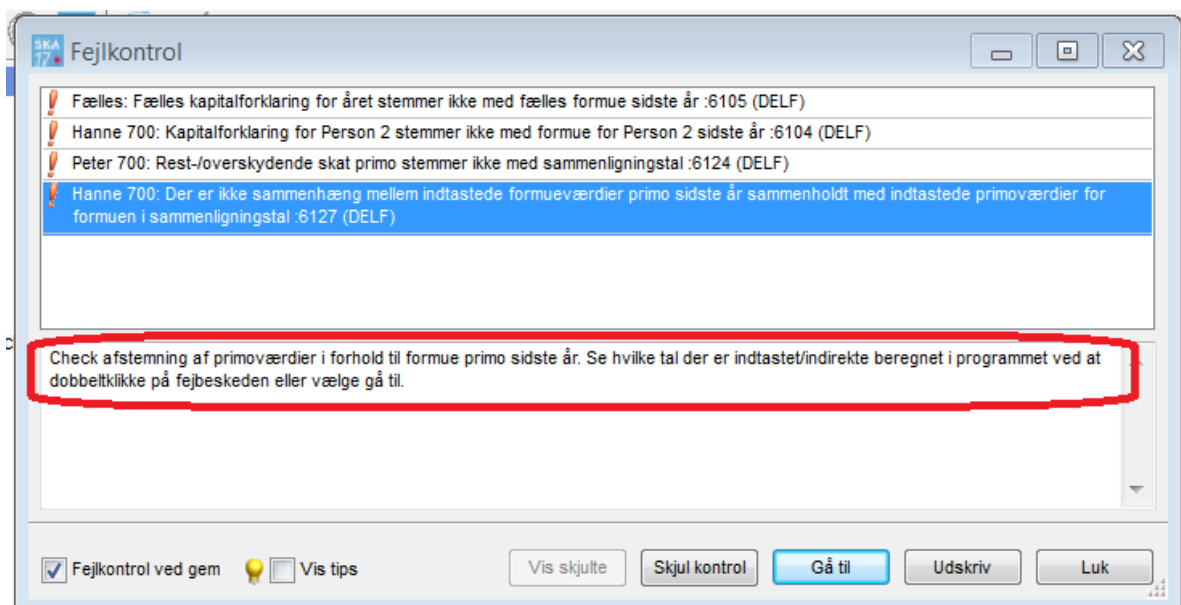 SKA
17
Fejlkontrol
Fælles: Fælles kapitalforklaring for året stemmer ikke med fælles formue sidste år :6105 (DELF)
Hanne 700: Kapitalforklaring for Person 2 stemmer ikke med formue for Person 2 sidste år :6104 (DELF)
Peter 700: Rest-/overskydende skat primo stemmer ikke med sammenligningstal :6124 (DELF)
Hanne 700: Der er ikke sammenhæng mellem indtastede formueværdier primo sidste år sammenholdt med indtastede primoværdier for
formuen i sammenligningstal :6127 (DELF)
Check afstemning af primoværdier i forhold til formue primo sidste år. Se hvilke tal der er indtastet/indirekte beregnet i programmet ved at
dobbeltklikke på fejbeskeden eller vælge gå til.
Fejlkontrol ved gem Vis tips Vis skjulte Skjul kontrol Gå til Udskriv Luk